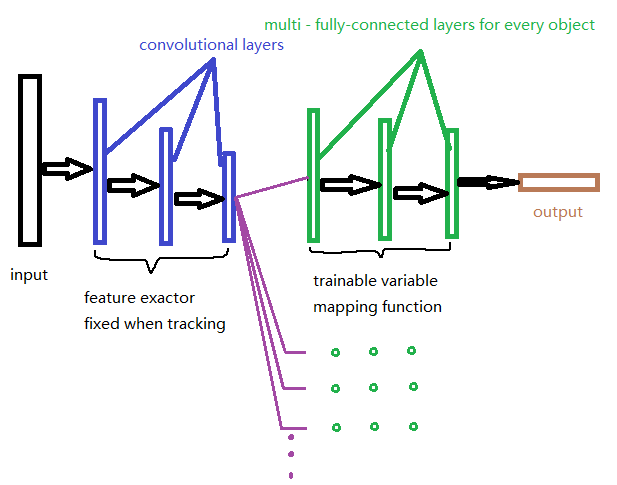 multi - fully-connected layers for every object
convolutional layers
output
input
feature exactor
fixed when tracking
trainable variable
mapping function